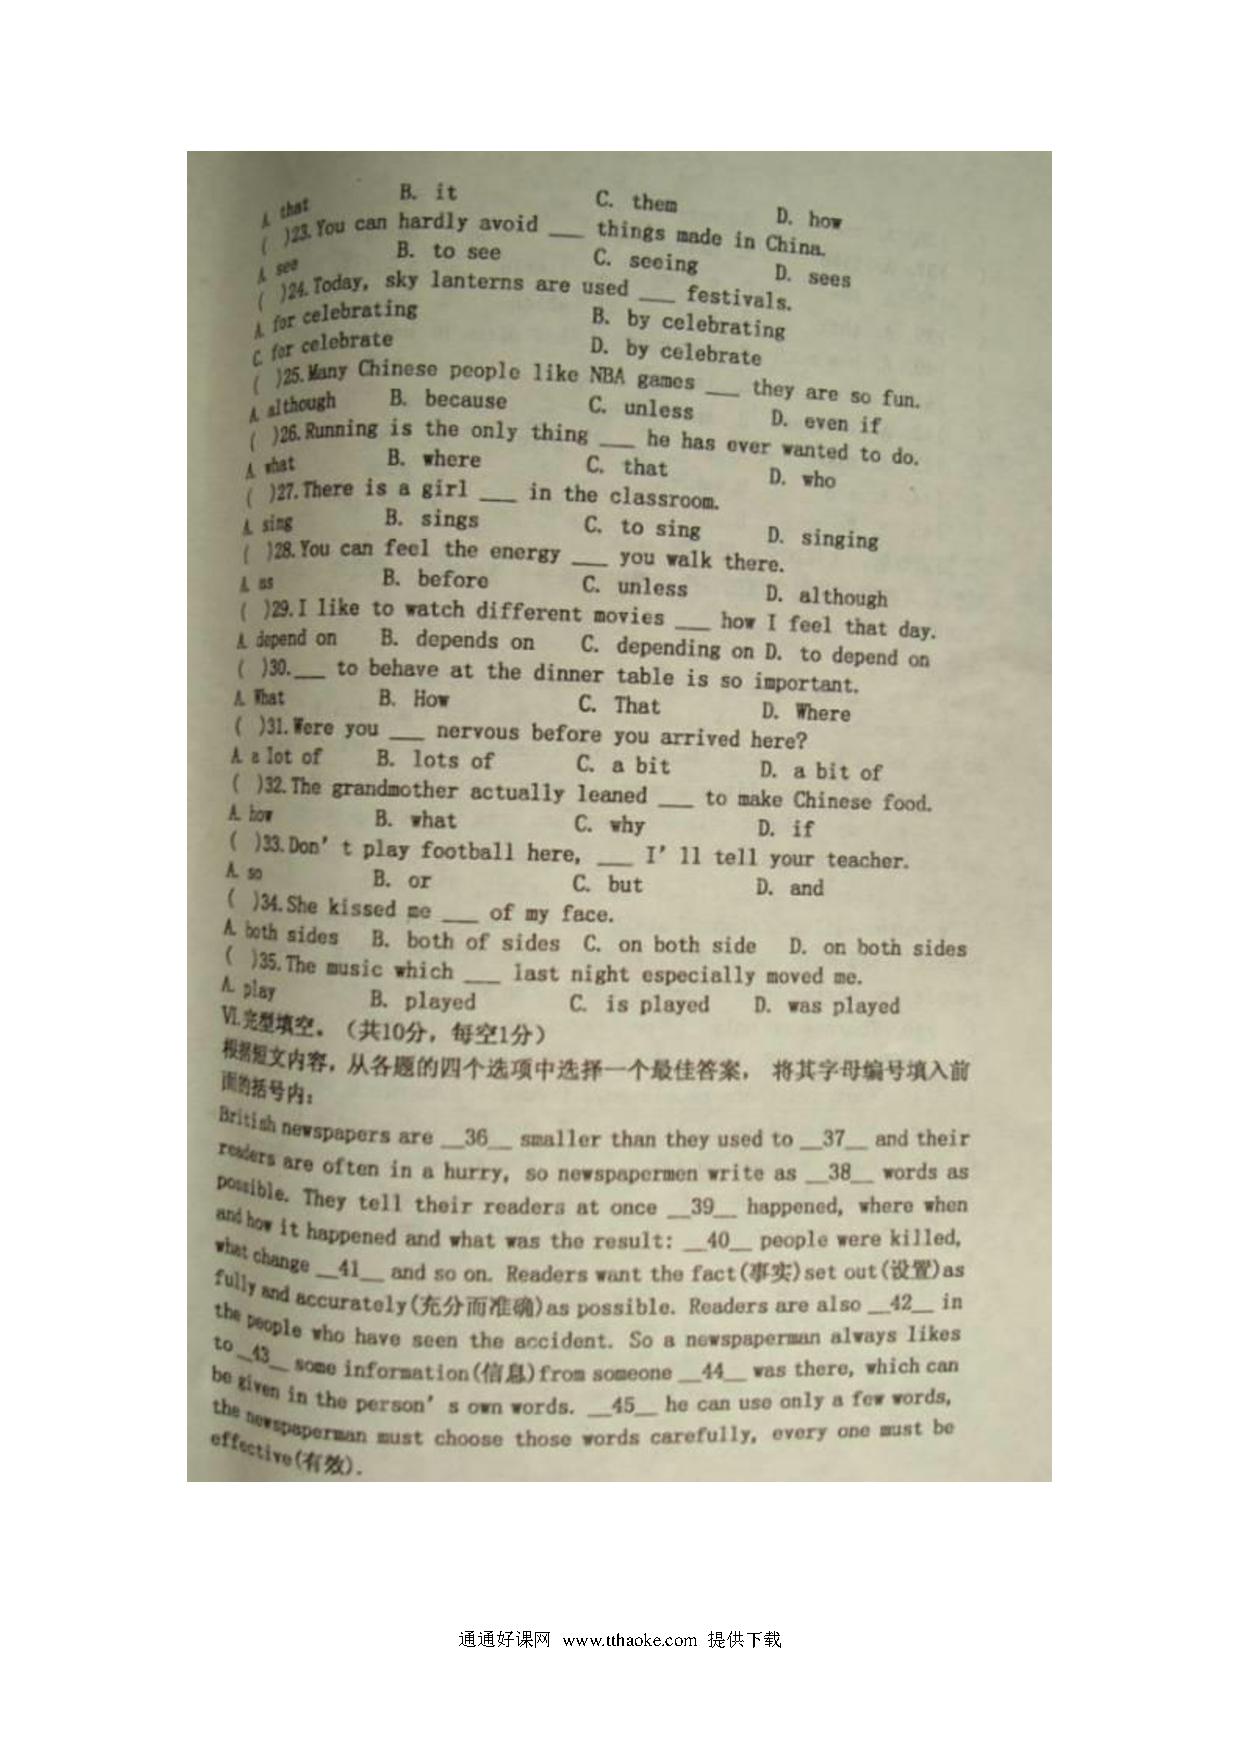 A. that B. it C. them D. how
( )23. You can hardly avoid ___ things made in China.
A. see B. to see C. seeing D. sees
( )24. Today, sky lanterns are used ___ festivals.
A. for celebrating B. by celebrating
C. for celebrate D. by celebrate
( )25. Many Chinese people like NBA games ___ they are so fun.
A. although B. because C. unless D. even if
( )26. Running is the only thing ___ he has ever wanted to do.
A. what B. where C. that D. who
( )27. There is a girl ___ in the classroom.
A. sing B. sings C. to sing D. singing
( )28. You can feel the energy ___ you walk there.
A. as B. before C. unless D. although
( )29. I like to watch different movies ___ how I feel that day.
A. depend on B. depends on C. depending on D. to depend on
( )30. ___ to behave at the dinner table is so important.
A. What B. How C. That D. Where
( )31. Were you ___ nervous before you arrived here?
A. a lot of B. lots of C. a bit D. a bit of
( )32. The grandmother actually leaned ___ to make Chinese food.
A. how B. what C. why D. if
( )33. Don't play football here, ___ I'll tell your teacher.
A. so B. or C. but D. and
( )34. She kissed me ___ of my face.
A. both sides B. both of sides C. on both side D. on both sides
( )35. The music which ___ last night especially moved me.
A. play B. played C. is played D. was played
Ⅵ.完型填空。（共10分，每空1分）
根据短文内容，从各题的四个选项中选择一个最佳答案， 将其字母编号填入前
面的括号内：
British newspapers are __36__ smaller than they used to __37__ and their
readers are often in a hurry, so newspapermen write as __38__ words as
possible. They tell their readers at once __39__ happened, where when
and how it happened and what was the result: __40__ people were killed,
what change __41__ and so on. Readers want the fact(事实)set out(设置)as
fully and accurately(充分而准确)as possible. Readers are also __42__ in
the people who have seen the accident. So a newspaperman always likes
to __43__ some information(信息)from someone __44__ was there, which can
be given in the person's own words. __45__ he can use only a few words,
the newspaperman must choose those words carefully, every one must be
effective(有效).
通通好课网 www.tthaoke.com 提供下载